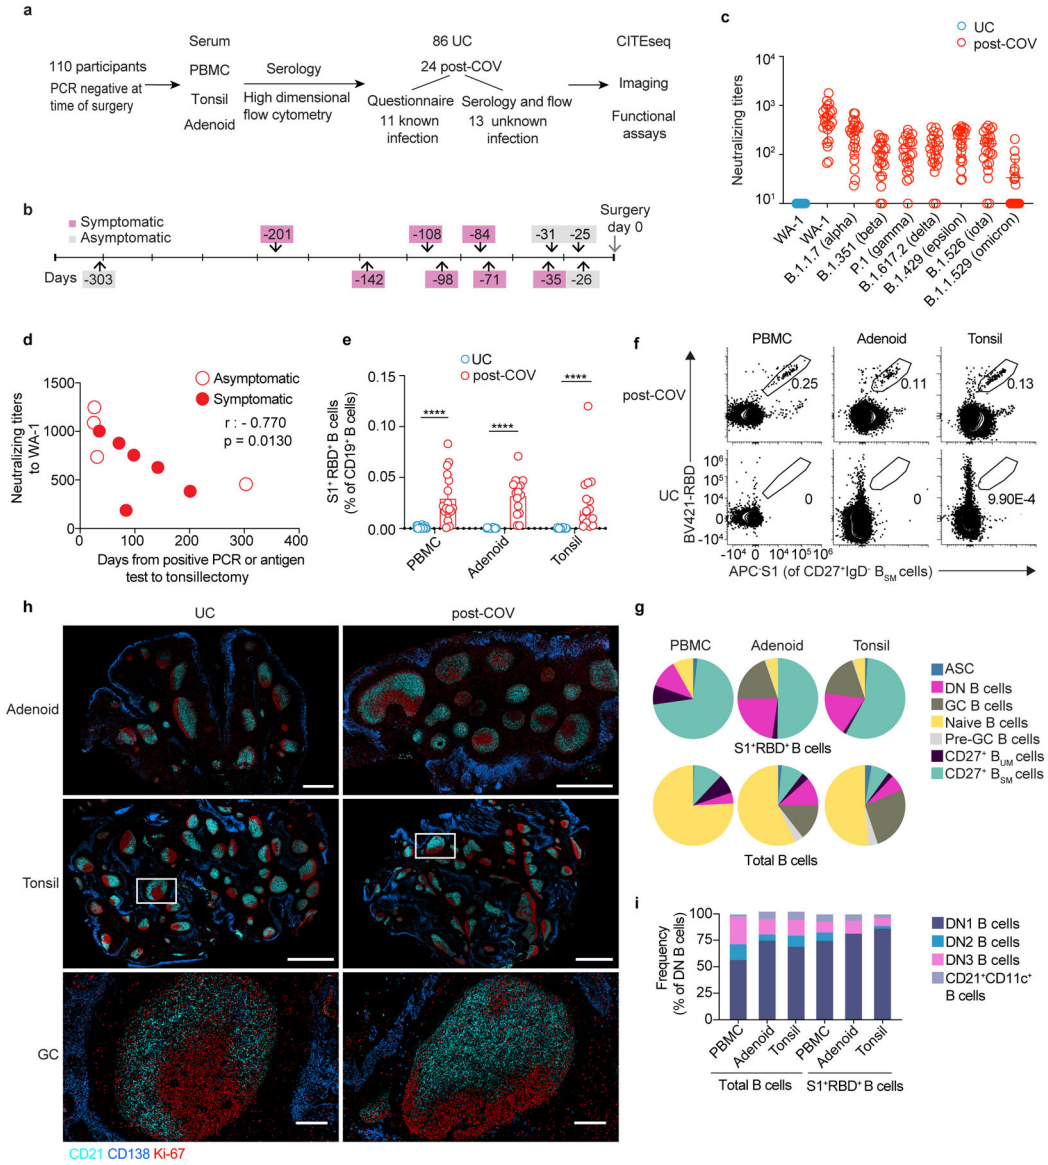 a
110 participants
PCR negative at
time of surgery
Serum
PBMC
Tonsil
Adenoid
Serology
High dimensional
flow cytometry
86 UC
24 post-COV
Questionnaire
11 known
infection
Serology and flow
13 unknown
infection
CITEseq
Imaging
Functional
assays
b
Symptomatic
Asymptomatic
-201
-108
-84
-31
-25
Surgery
day 0
Days
-303
-142
-98
-71
-35
-26
c
UC
post-COV
Neutralizing titers
10⁴
10³
10²
10¹
WA-1
WA-1
B.1.1.7 (alpha)
B.1.351 (beta)
P.1 (gamma)
B.1.617.2 (delta)
B.1.429 (epsilon)
B.1.526 (iota)
B.1.1.529 (omicron)
d
Neutralizing titers
to WA-1
1500
1000
500
0
Asymptomatic
Symptomatic
r : - 0.770
p = 0.0130
0 100 200 300 400
Days from positive PCR or antigen
test to tonsillectomy
e
UC
post-COV
S1⁺ RBD⁺ B cells
(% of CD19⁺ B cells)
0.15
0.10
0.05
0.00
****
****
****
PBMC
Adenoid
Tonsil
f
PBMC Adenoid Tonsil
post-COV
0.25
0.11
0.13
UC
BV421-RBD
10⁶
10⁵
10⁴
10³
0
-10⁴
0
0
9.90E-4
-10⁴ 0 10⁴10⁵10⁶
APC-S1 (of CD27⁺IgD⁻ B_SM cells)
g
PBMC Adenoid Tonsil
S1⁺RBD⁺ B cells
Total B cells
ASC
DN B cells
GC B cells
Naive B cells
Pre-GC B cells
CD27⁺ B_UM cells
CD27⁺ B_SM cells
h
UC
post-COV
Adenoid
Tonsil
GC
CD21 CD138 Ki-67
i
Frequency
(% of DN B cells)
100
75
50
25
0
PBMC
Adenoid
Tonsil
PBMC
Adenoid
Tonsil
Total B cells
S1⁺RBD⁺ B cells
DN1 B cells
DN2 B cells
DN3 B cells
CD21⁺CD11c⁺
B cells